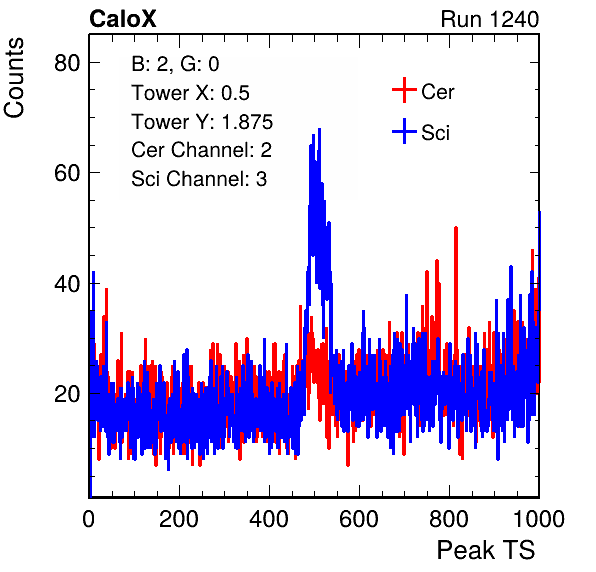 CaloX Run 1240
Counts
B: 2, G: 0
Tower X: 0.5
Tower Y: 1.875
Cer Channel: 2
Sci Channel: 3
Cer
Sci
80
60
40
20
0 200 400 600 800 1000
Peak TS